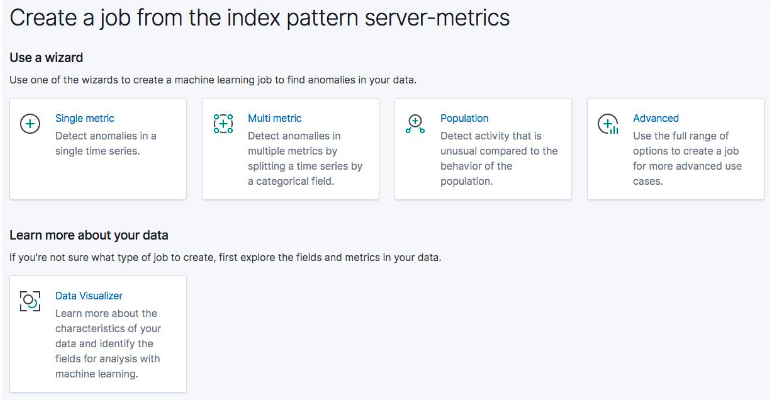 Create a job from the index pattern server-metrics
Use a wizard
Use one of the wizards to create a machine learning job to find anomalies in your data.
Single metric
Detect anomalies in a
single time series.
Multi metric
Detect anomalies in
multiple metrics by
splitting a time series by
a categorical field.
Population
Detect activity that is
unusual compared to the
behavior of the
population.
Advanced
Use the full range of
options to create a job
for more advanced use
cases.
Learn more about your data
If you're not sure what type of job to create, first explore the fields and metrics in your data.
Data Visualizer
Learn more about the
characteristics of your
data and identify the
fields for analysis with
machine learning.